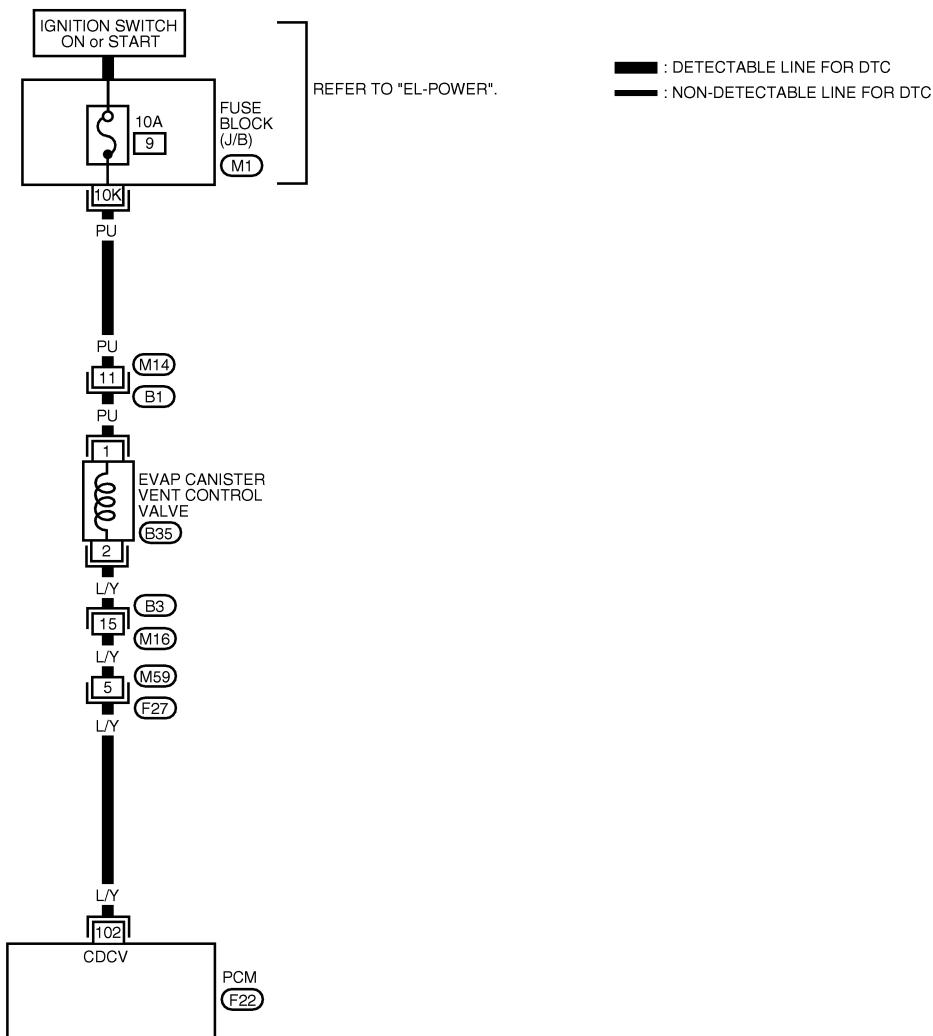 IGNITION SWITCH
ON or START
REFER TO "EL-POWER".
: DETECTABLE LINE FOR DTC
: NON-DETECTABLE LINE FOR DTC
10A
9
FUSE
BLOCK
(J/B)
M1
10K
PU
PU
11
M14
B1
PU
1
EVAP CANISTER
VENT CONTROL
VALVE
B35
2
L/Y
B3
15
M16
L/Y
M59
5
F27
L/Y
L/Y
102
CDCV
PCM
F22